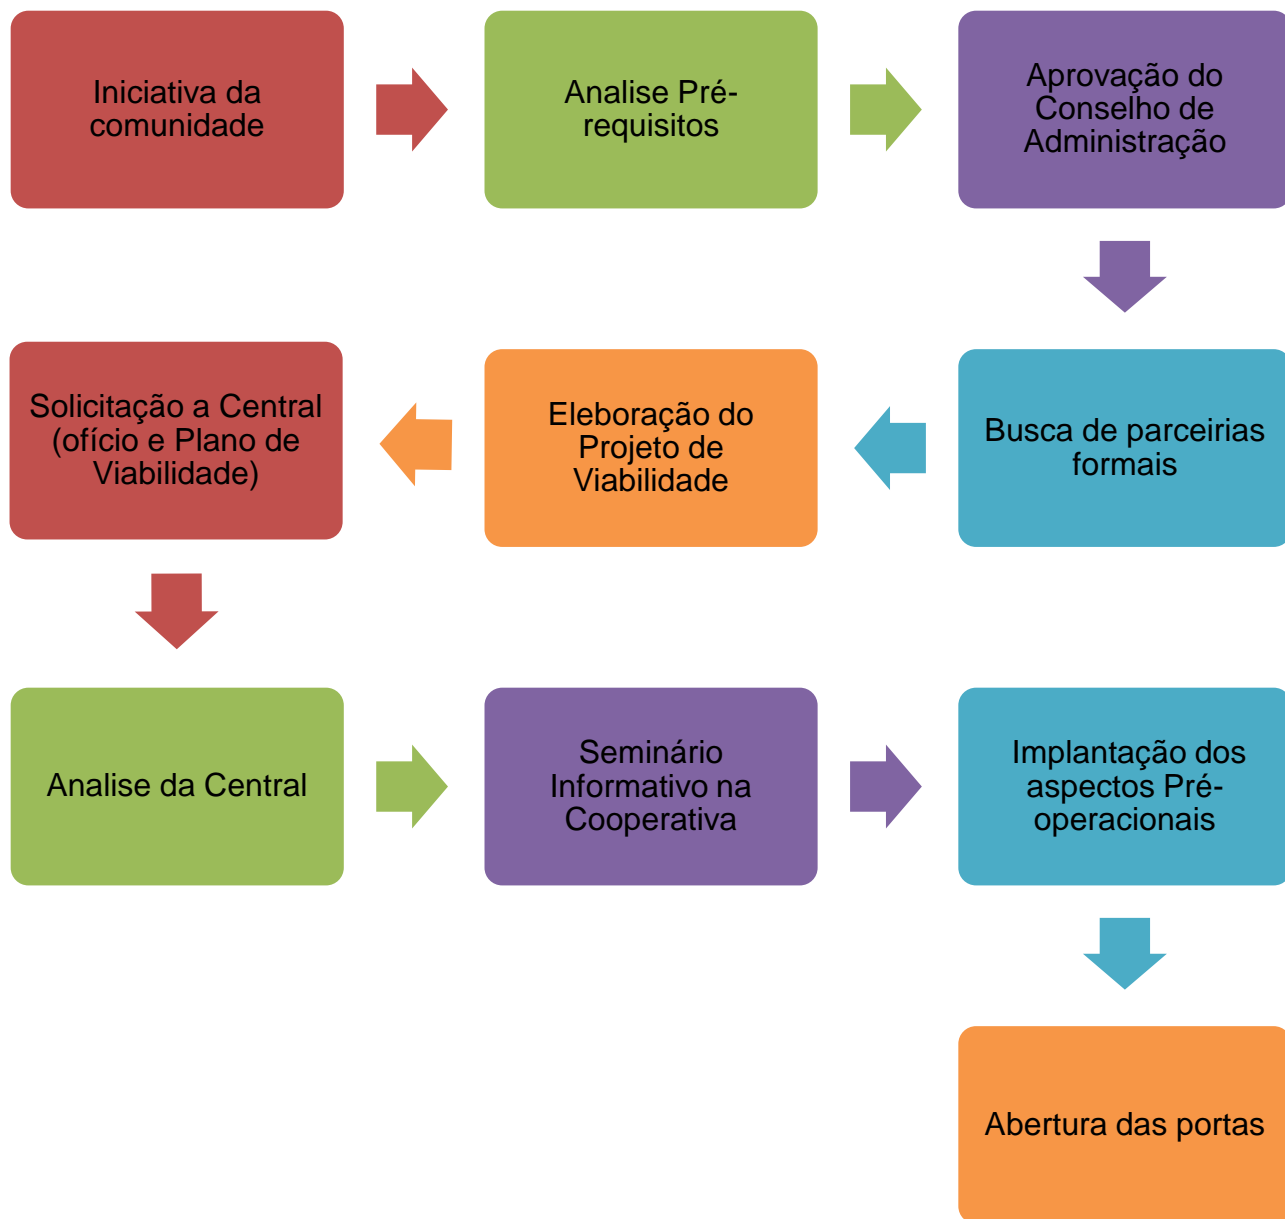 Iniciativa da
comunidade
Analise Pré-
requisitos
Aprovação do
Conselho de
Administração
Busca de parceirias
formais
Eleboração do
Projeto de
Viabilidade
Solicitação a Central
(ofício e Plano de
Viabilidade)
Analise da Central
Seminário
Informativo na
Cooperativa
Implantação dos
aspectos Pré-
operacionais
Abertura das portas